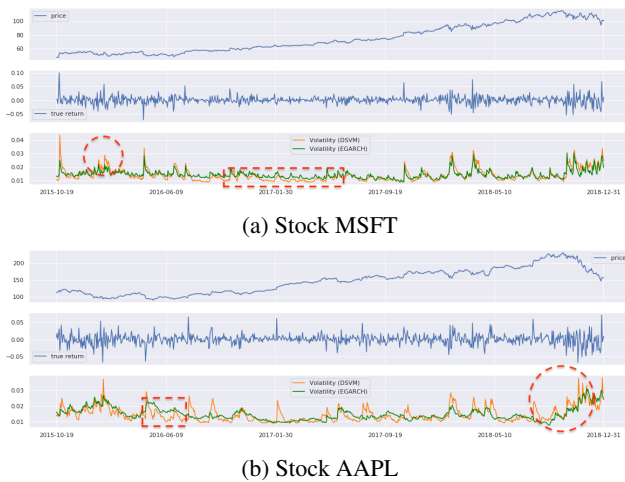 price
100
80
60
0.10
0.05
0.00
−0.05
true return
Volatility (DSVM)
Volatility (EGARCH)
0.04
0.03
0.02
0.01
2015-10-19 2016-06-09 2017-01-30 2017-09-19 2018-05-10 2018-12-31
(a) Stock MSFT
price
200
150
100
0.05
0.00
−0.05
true return
Volatility (DSVM)
Volatility (EGARCH)
0.03
0.02
0.01
2015-10-19 2016-06-09 2017-01-30 2017-09-19 2018-05-10 2018-12-31
(b) Stock AAPL